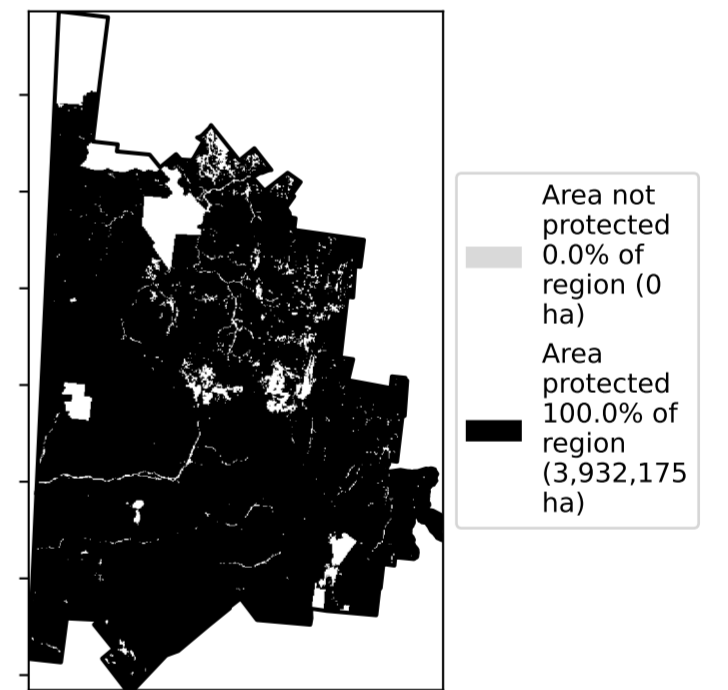 Area not
protected
0.0% of
region (0
ha)
Area
protected
100.0% of
region
(3,932,175
ha)